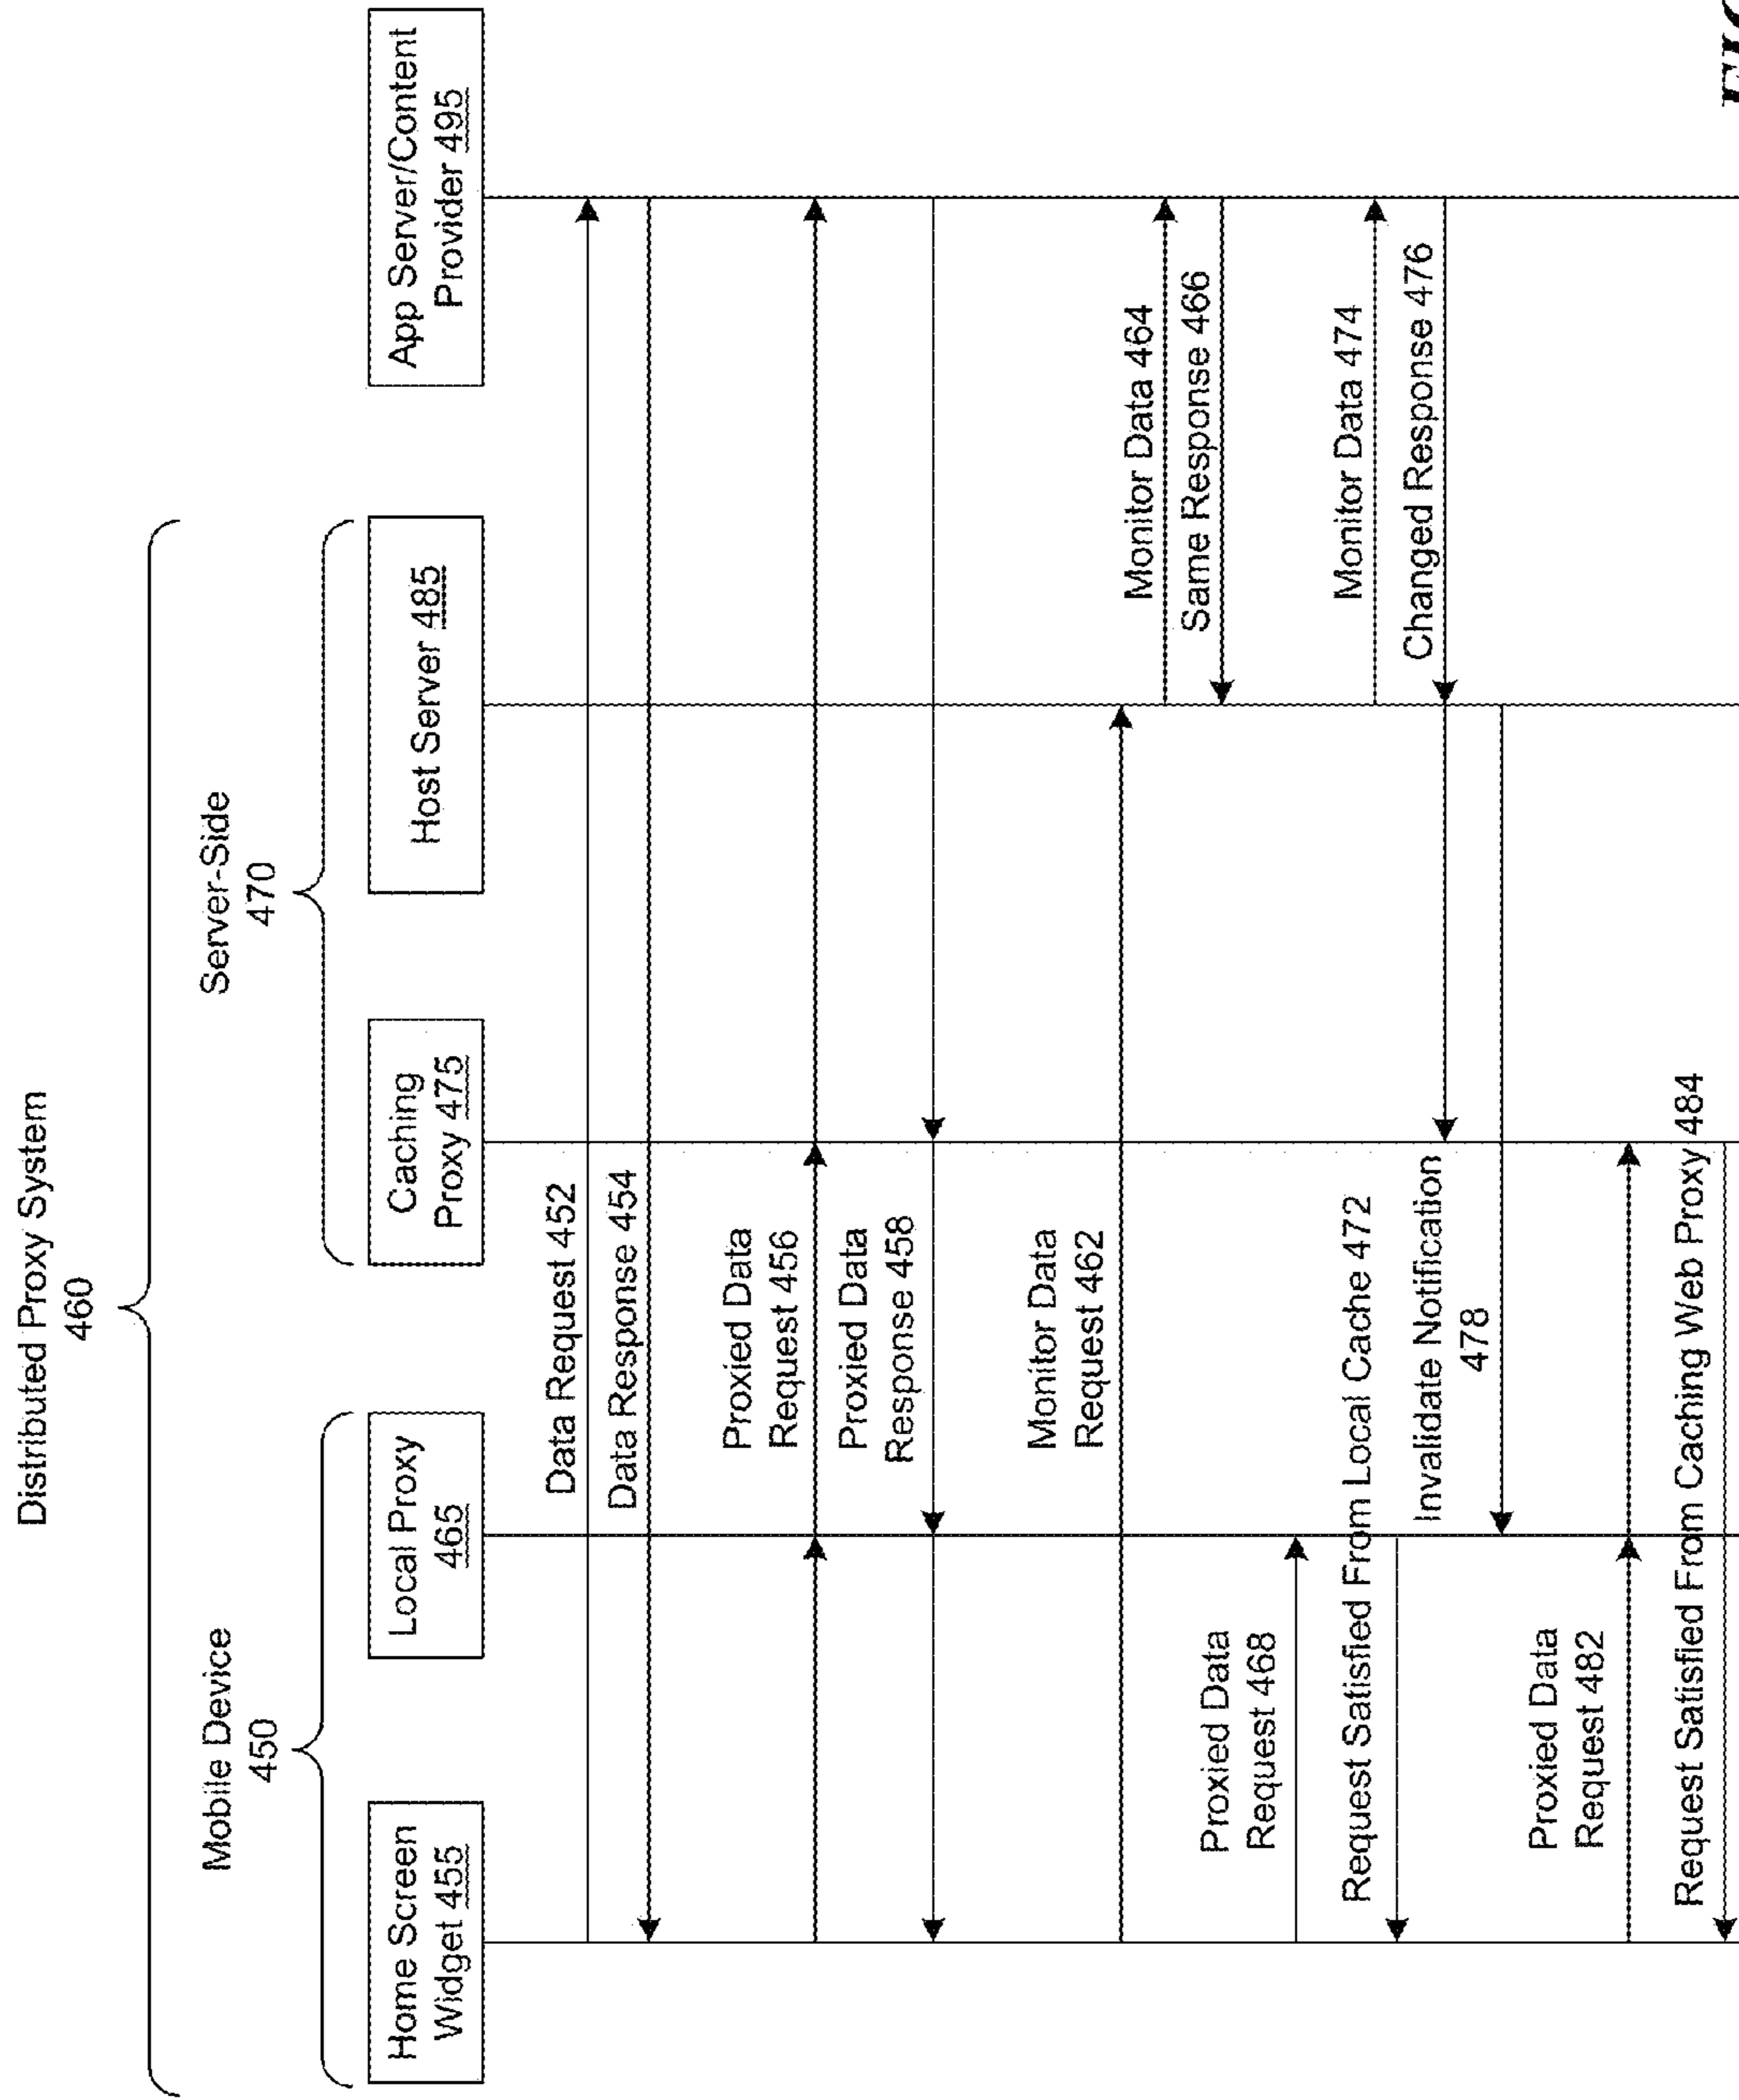 Distributed Proxy System
460
Mobile Device
450
Server-Side
470
Home Screen
Widget 455
Local Proxy
465
Caching
Proxy 475
Host Server 485
App Server/Content
Provider 495
Data Request 452
Data Response 454
Proxied Data
Request 456
Proxied Data
Response 458
Monitor Data
Request 462
Monitor Data 464
Same Response 466
Proxied Data
Request 468
Request Satisfied From Local Cache 472
Monitor Data 474
Changed Response 476
Invalidate Notification
478
Proxied Data
Request 482
Request Satisfied From Caching Web Proxy 484